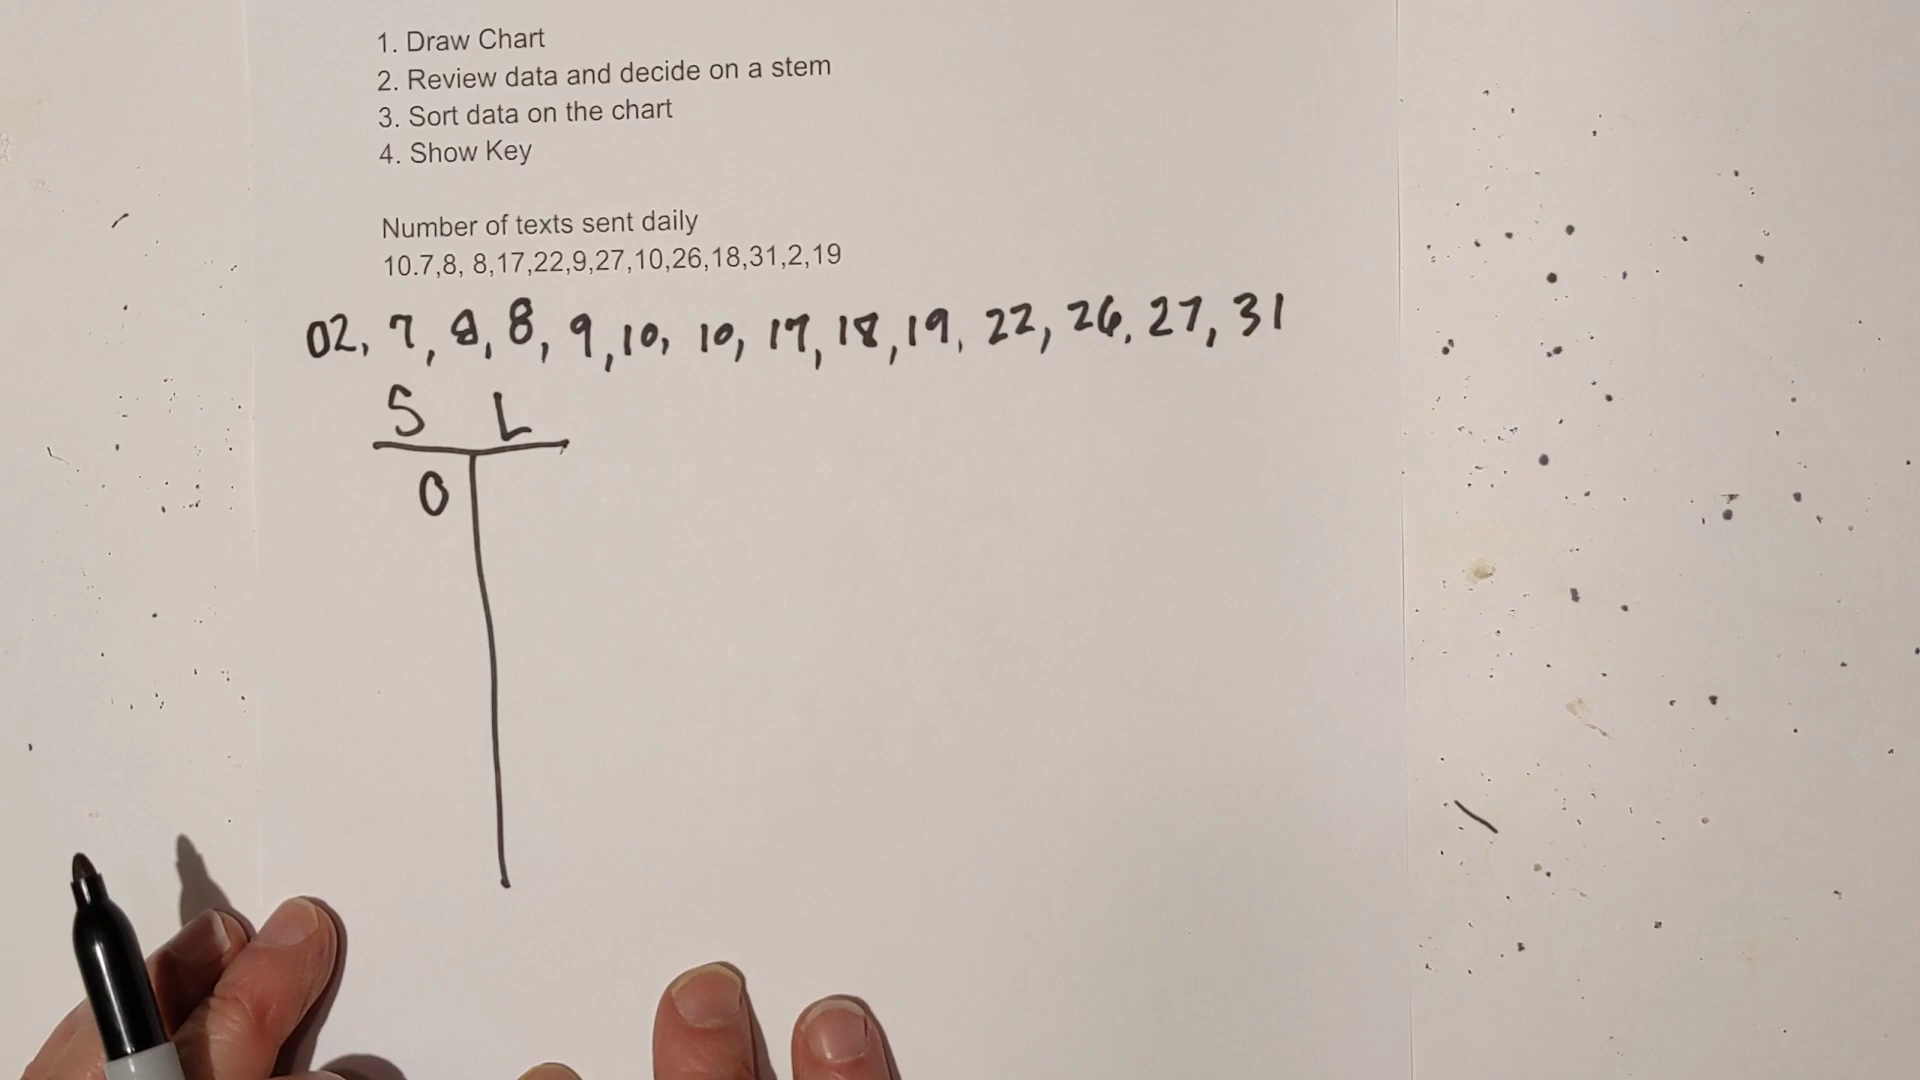 1. Draw Chart
2. Review data and decide on a stem
3. Sort data on the chart
4. Show Key
Number of texts sent daily
10.7,8, 8,17,22,9,27,10,26,18,31,2,19
02, 7, 8, 8, 9, 10, 10, 17, 18, 19, 22, 26, 27, 31
S L
0